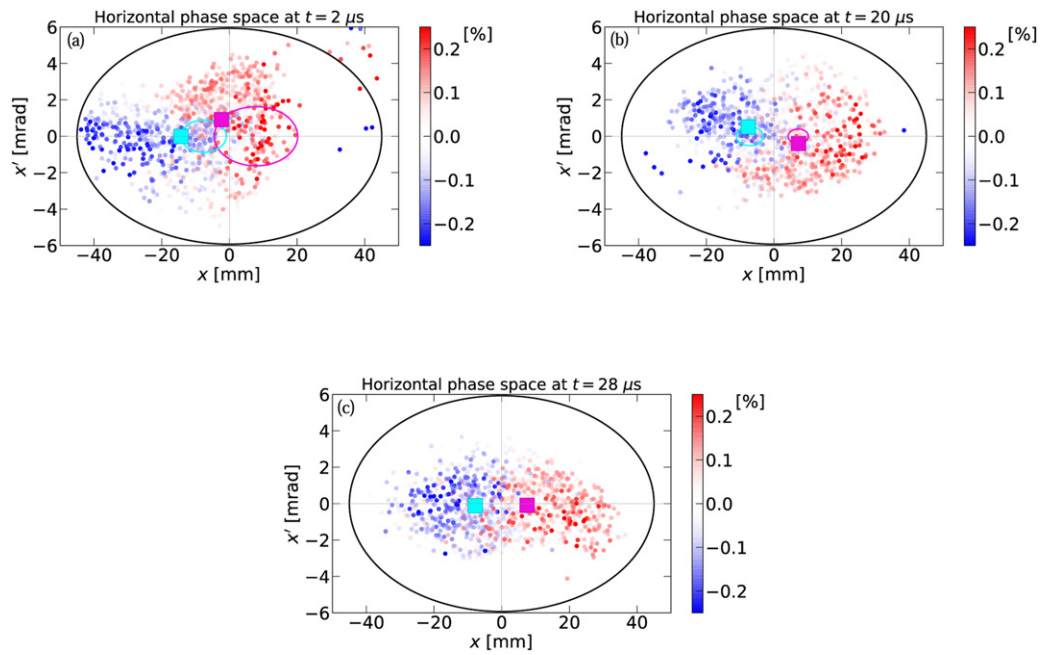 Horizontal phase space at t = 2 μs
(a)
[%]
6
4
2
0
−2
−4
−6
x′ [mrad]
−40 −20 0 20 40
x [mm]
0.2
0.1
0.0
−0.1
−0.2
Horizontal phase space at t = 20 μs
(b)
[%]
6
4
2
0
−2
−4
−6
x′ [mrad]
−40 −20 0 20 40
x [mm]
0.2
0.1
0.0
−0.1
−0.2
Horizontal phase space at t = 28 μs
(c)
[%]
6
4
2
0
−2
−4
−6
x′ [mrad]
−40 −20 0 20 40
x [mm]
0.2
0.1
0.0
−0.1
−0.2